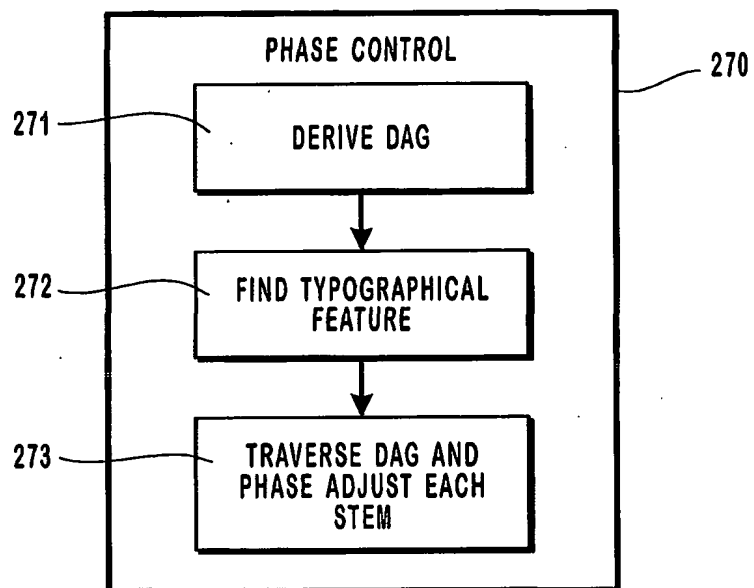 PHASE CONTROL
270
271
DERIVE DAG
272
FIND TYPOGRAPHICAL
FEATURE
273
TRAVERSE DAG AND
PHASE ADJUST EACH
STEM